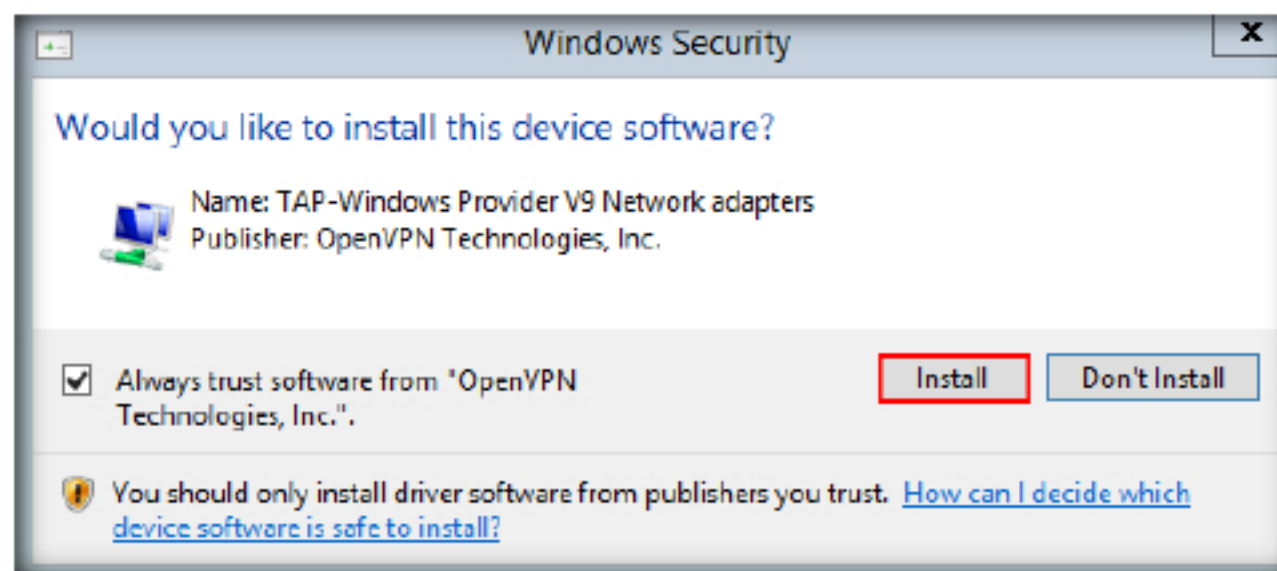 Windows Security
x
Would you like to install this device software?
Name: TAP-Windows Provider V9 Network adapters
Publisher: OpenVPN Technologies, Inc.
Always trust software from "OpenVPN
Technologies, Inc.".
Install
Don't Install
You should only install driver software from publishers you trust. How can I decide which
device software is safe to install?